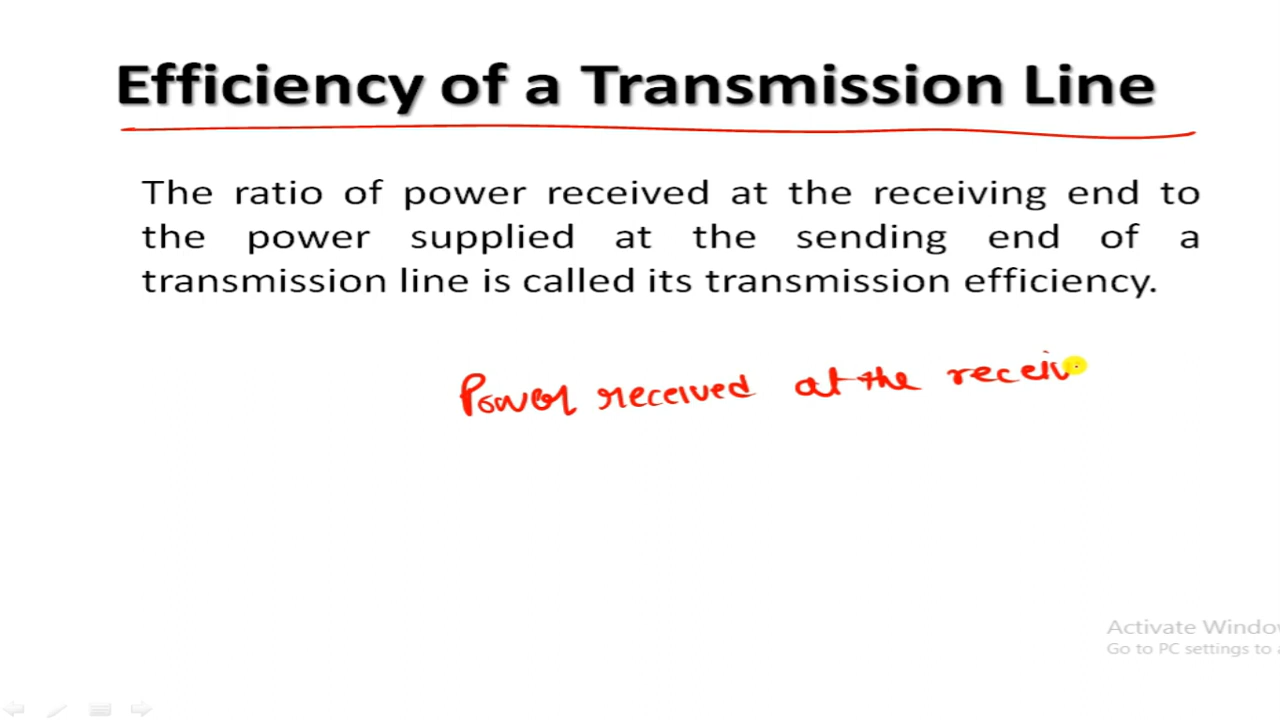 Efficiency of a Transmission Line
The ratio of power received at the receiving end to
the power supplied at the sending end of a
transmission line is called its transmission efficiency.
Power received at the receiv
Activate Windo
Go to PC settings to a